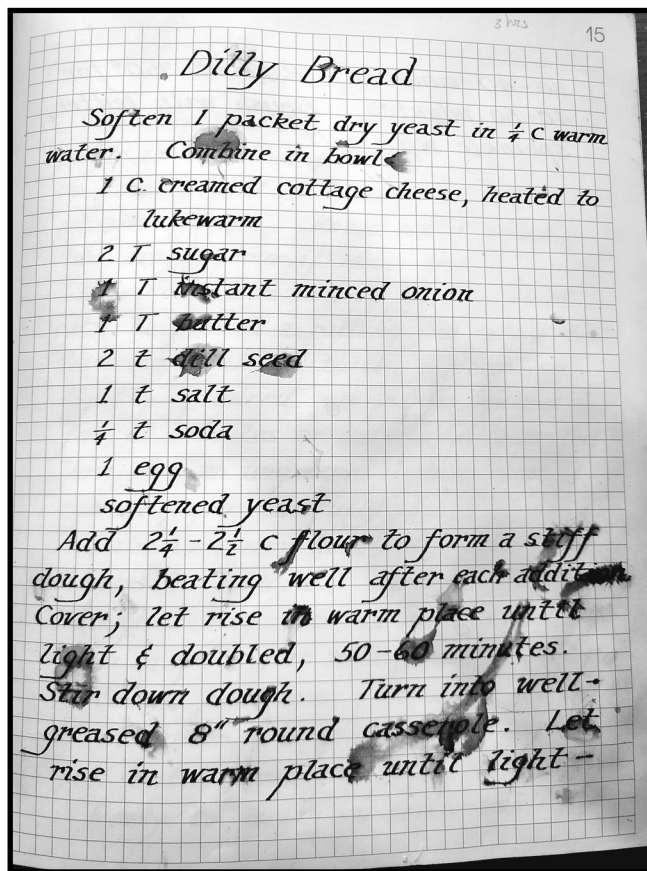 3 hrs
15
Dilly Bread
Soften 1 packet dry yeast in ¼ c warm
water. Combine in bowl
1 C. creamed cottage cheese, heated to
lukewarm
2 T sugar
1 T instant minced onion
1 T butter
2 t dill seed
1 t salt
¼ t soda
1 egg
softened yeast
Add 2¼ - 2½ c flour to form a stiff
dough, beating well after each addition
Cover; let rise in warm place until
light & doubled, 50-60 minutes.
Stir down dough. Turn into well-
greased 8" round casserole. Let
rise in warm place until light -